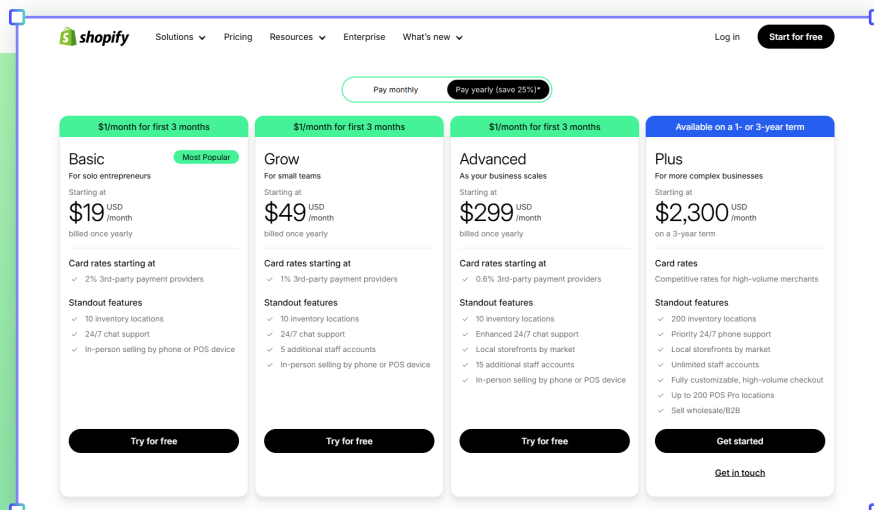 shopify
Solutions
Pricing
Resources
Enterprise
What's new
Log in
Start for free
Pay monthly
Pay yearly (save 25%)*
$1/month for first 3 months
Basic
Most Popular
For solo entrepreneurs
Starting at
$19 USD
/month
billed once yearly
Card rates starting at
2% 3rd-party payment providers
Standout features
10 inventory locations
24/7 chat support
In-person selling by phone or POS device
Try for free
$1/month for first 3 months
Grow
For small teams
Starting at
$49 USD
/month
billed once yearly
Card rates starting at
1% 3rd-party payment providers
Standout features
10 inventory locations
24/7 chat support
5 additional staff accounts
In-person selling by phone or POS device
Try for free
$1/month for first 3 months
Advanced
As your business scales
Starting at
$299 USD
/month
billed once yearly
Card rates starting at
0.6% 3rd-party payment providers
Standout features
10 inventory locations
Enhanced 24/7 chat support
Local storefronts by market
15 additional staff accounts
In-person selling by phone or POS device
Try for free
Available on a 1- or 3-year term
Plus
For more complex businesses
Starting at
$2,300 USD
/month
on a 3-year term
Card rates
Competitive rates for high-volume merchants
Standout features
200 inventory locations
Priority 24/7 phone support
Local storefronts by market
Unlimited staff accounts
Fully customizable, high-volume checkout
Up to 200 POS Pro locations
Sell wholesale/B2B
Get started
Get in touch